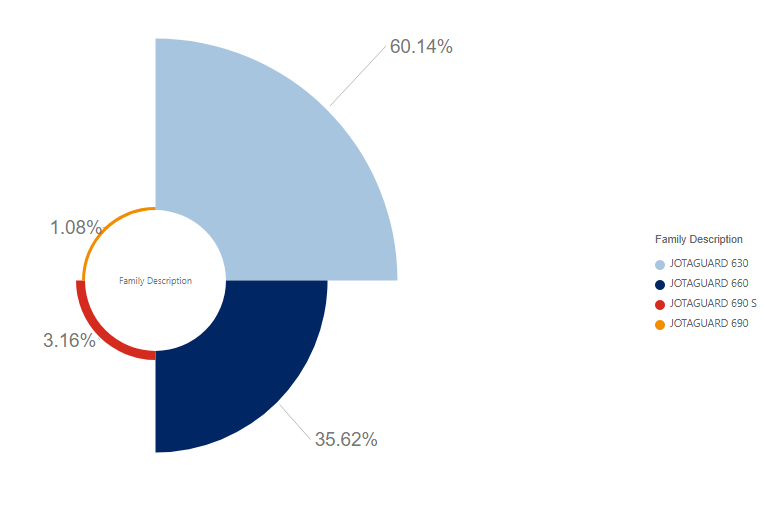 60.14%
1.08%
Family Description
3.16%
35.62%
Family Description
JOTAGUARD 630
JOTAGUARD 660
JOTAGUARD 690 S
JOTAGUARD 690